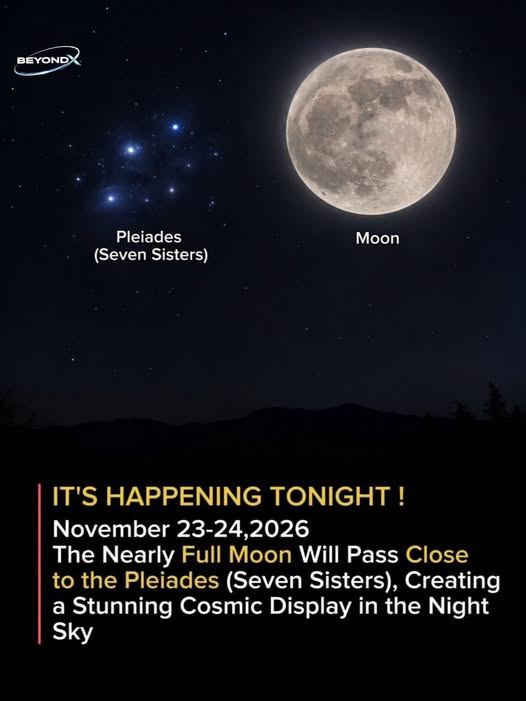 BEYONDX
Pleiades
(Seven Sisters)
Moon
IT'S HAPPENING TONIGHT !
November 23-24,2026
The Nearly Full Moon Will Pass Close
to the Pleiades (Seven Sisters), Creating
a Stunning Cosmic Display in the Night
Sky